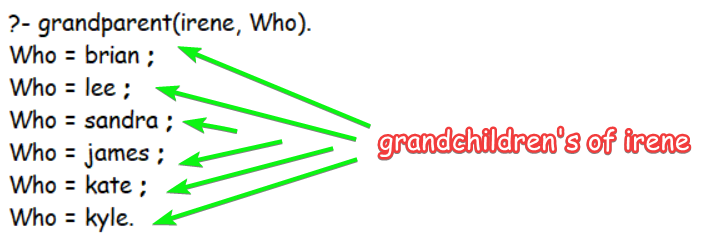 ?- grandparent(irene, Who).
Who = brian ;
Who = lee ;
Who = sandra ;
Who = james ;
Who = kate ;
Who = kyle.
grandchildren's of irene